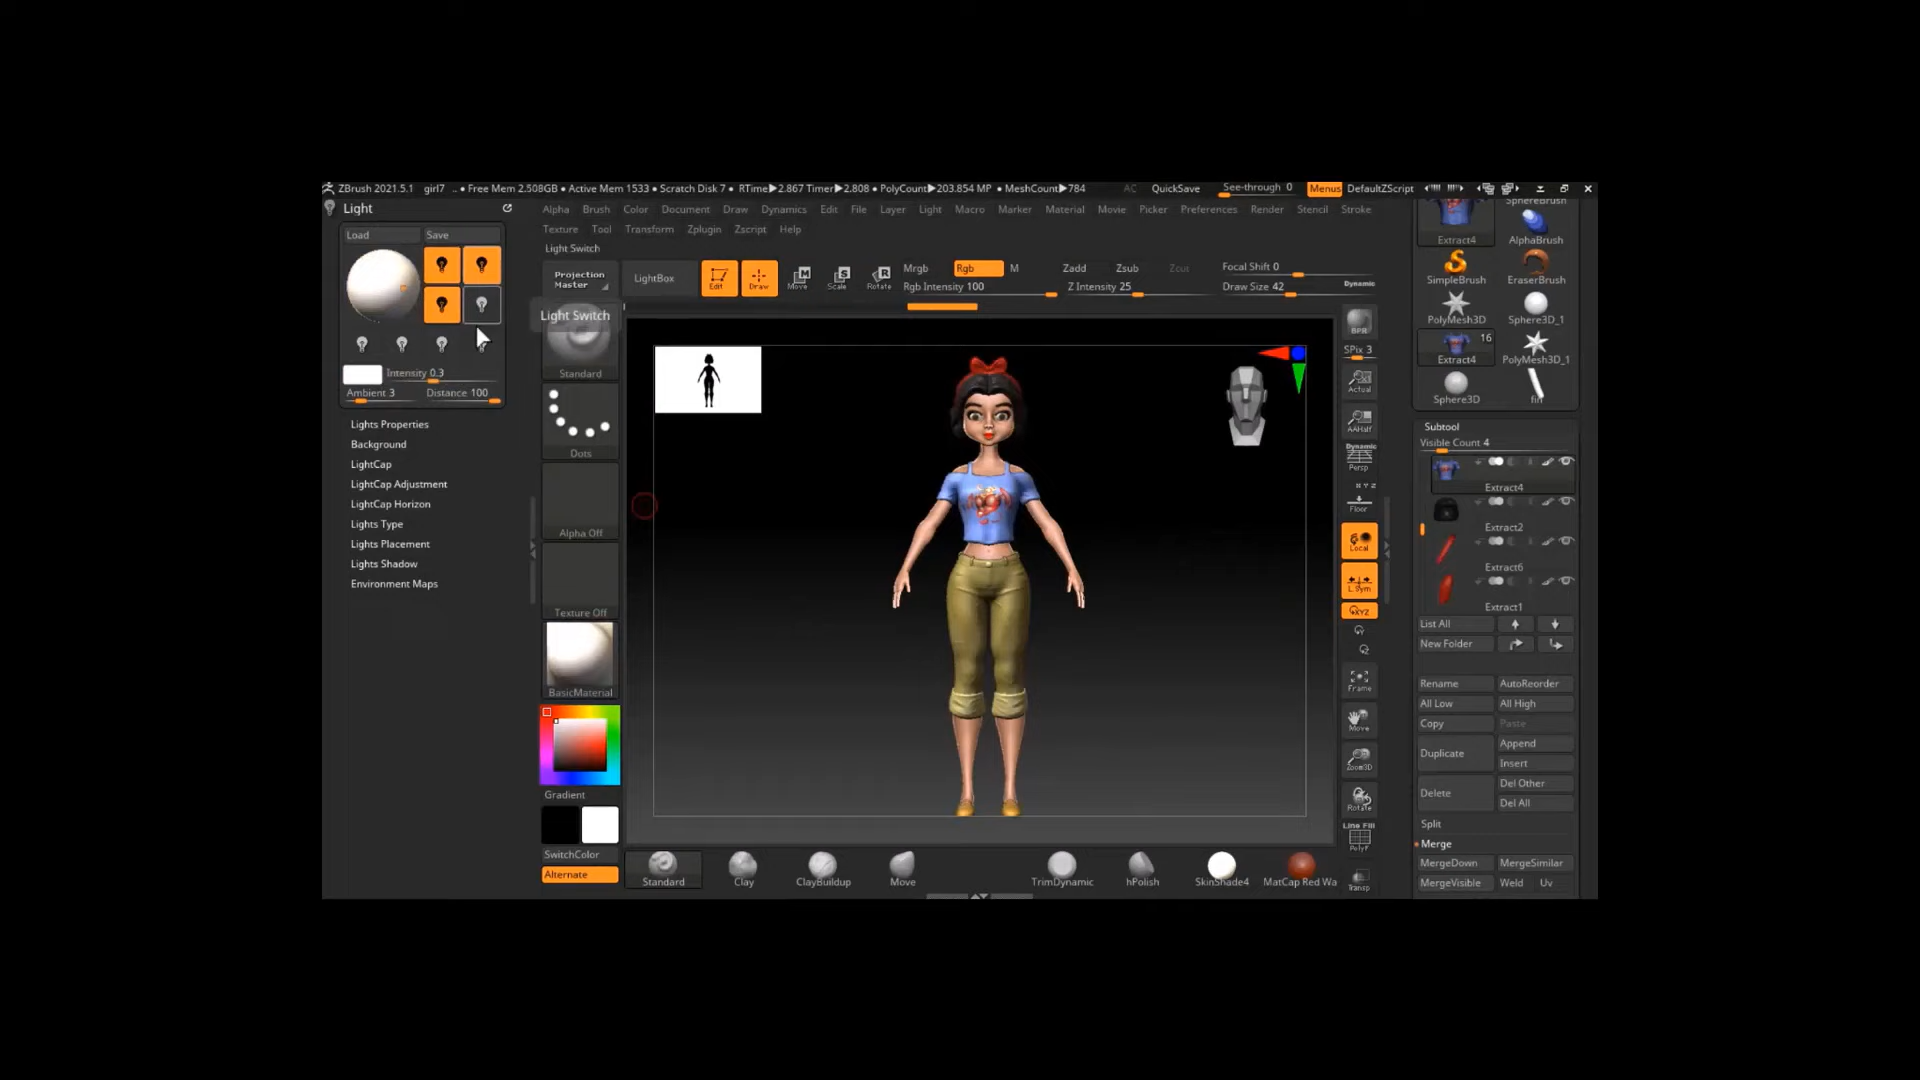 ZBrush 2021.5.1 girl7 .. • Free Mem 2.508GB • Active Mem 1533 • Scratch Disk 7 • RTime▶2.867 Timer▶2.808 • PolyCount▶203.854 MP • MeshCount▶784 AC QuickSave See-through 0 Menus DefaultZScript
Light
Alpha Brush Color Document Draw Dynamics Edit File Layer Light Macro Marker Material Movie Picker Preferences Render Stencil Stroke
Texture Tool Transform Zplugin Zscript Help
Load Save
Light Switch
Projection Master
LightBox
Edit Draw Move Scale Rotate
Mrgb Rgb M
Rgb Intensity 100
Zadd Zsub Zcut
Z Intensity 25
Focal Shift 0
Draw Size 42
Dynamic
Light Switch
Intensity 0.3
Ambient 3 Distance 100
Lights Properties
Background
LightCap
LightCap Adjustment
LightCap Horizon
Lights Type
Lights Placement
Lights Shadow
Environment Maps
Standard
Dots
Alpha Off
Texture Off
BasicMaterial
Gradient
SwitchColor
Alternate
Standard Clay ClayBuildup Move TrimDynamic hPolish SkinShade4 MatCap Red Wa
BPR
SPix 3
Actual
AAHalf
Dynamic
Persp
X Y Z
Floor
Local
L.Sym
XYZ
Frame
Move
Zoom3D
Rotate
Line Fill
PolyF
Transp
SphereBrush
Extract4 AlphaBrush
SimpleBrush EraserBrush
PolyMesh3D Sphere3D_1
16
Extract4 PolyMesh3D_1
Sphere3D fin
Subtool
Visible Count 4
Extract4
Extract2
Extract6
Extract1
List All
New Folder
Rename AutoReorder
All Low All High
Copy Paste
Duplicate Append
Insert
Delete Del Other
Del All
Split
Merge
MergeDown MergeSimilar
MergeVisible Weld Uv